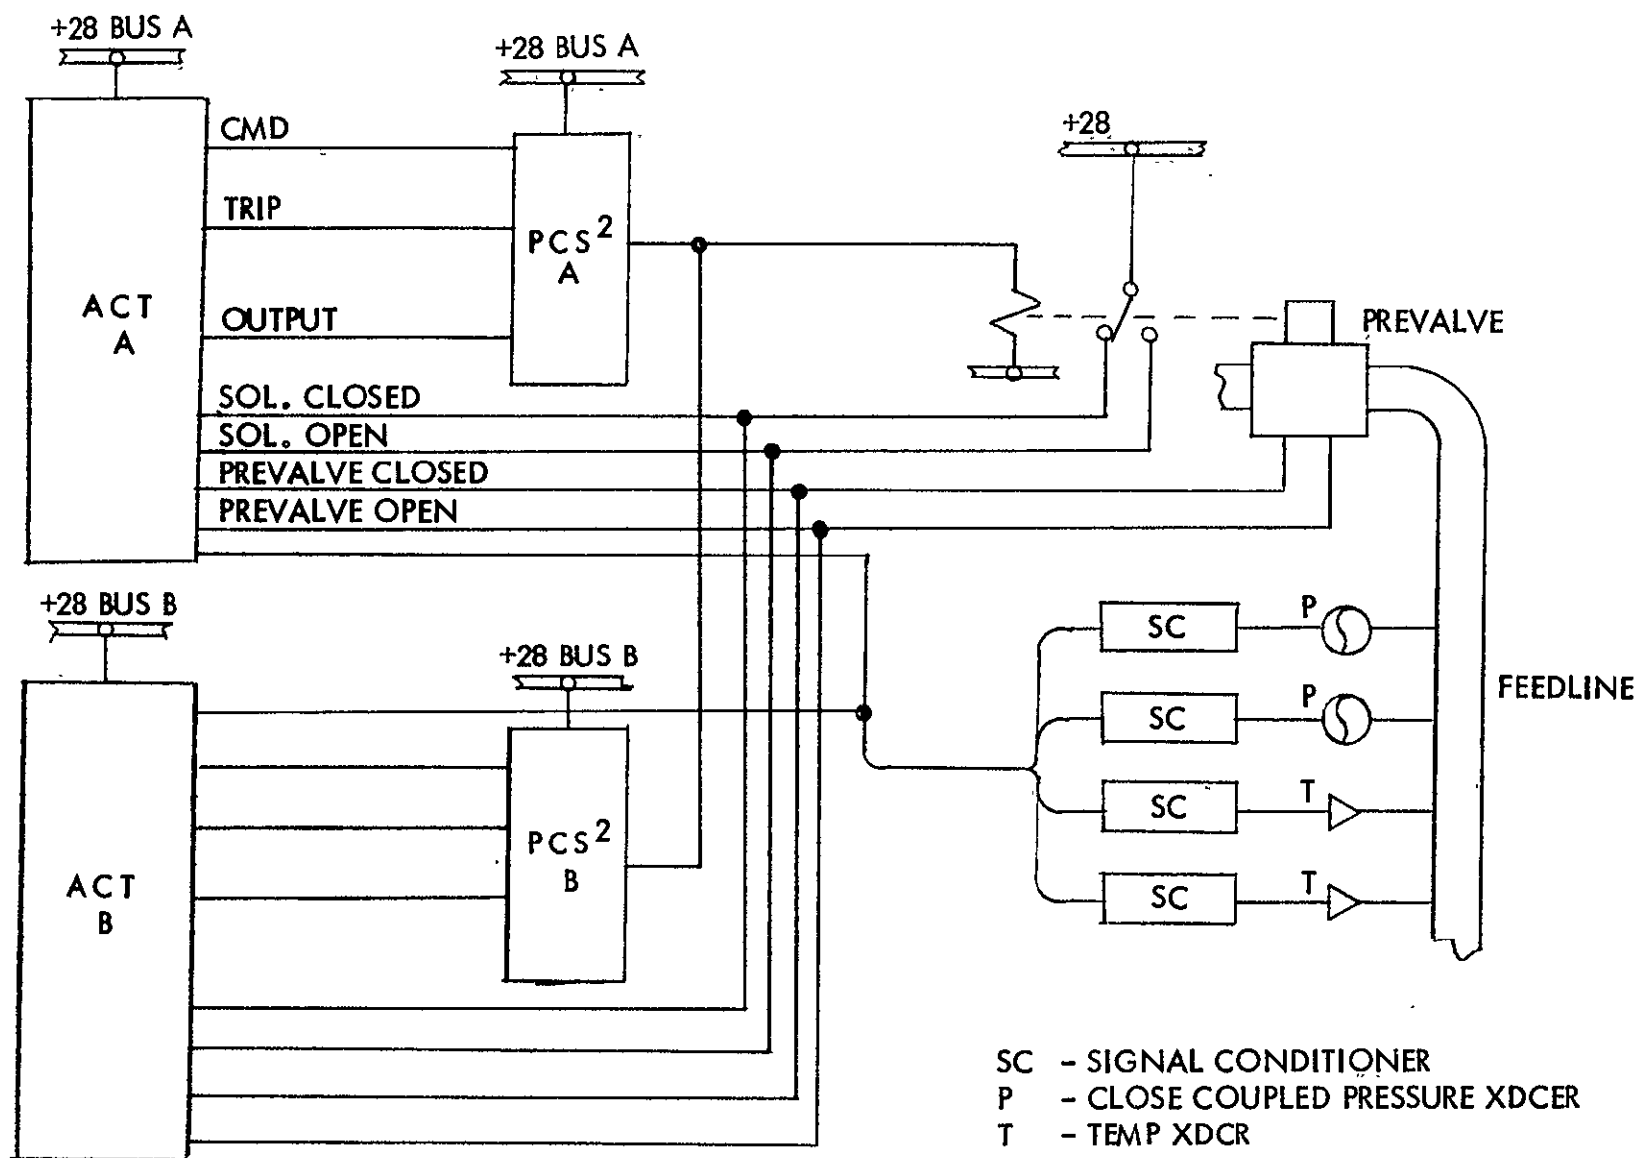 +28 BUS A
+28 BUS A
+28
CMD
TRIP
OUTPUT
ACT
A
PCS2
A
PREVALVE
SOL. CLOSED
SOL. OPEN
PREVALVE CLOSED
PREVALVE OPEN
+28 BUS B
+28 BUS B
ACT
B
PCS2
B
SC
P
SC
P
SC
T
SC
T
FEEDLINE
SC - SIGNAL CONDITIONER
P - CLOSE COUPLED PRESSURE XDCER
T - TEMP XDCR